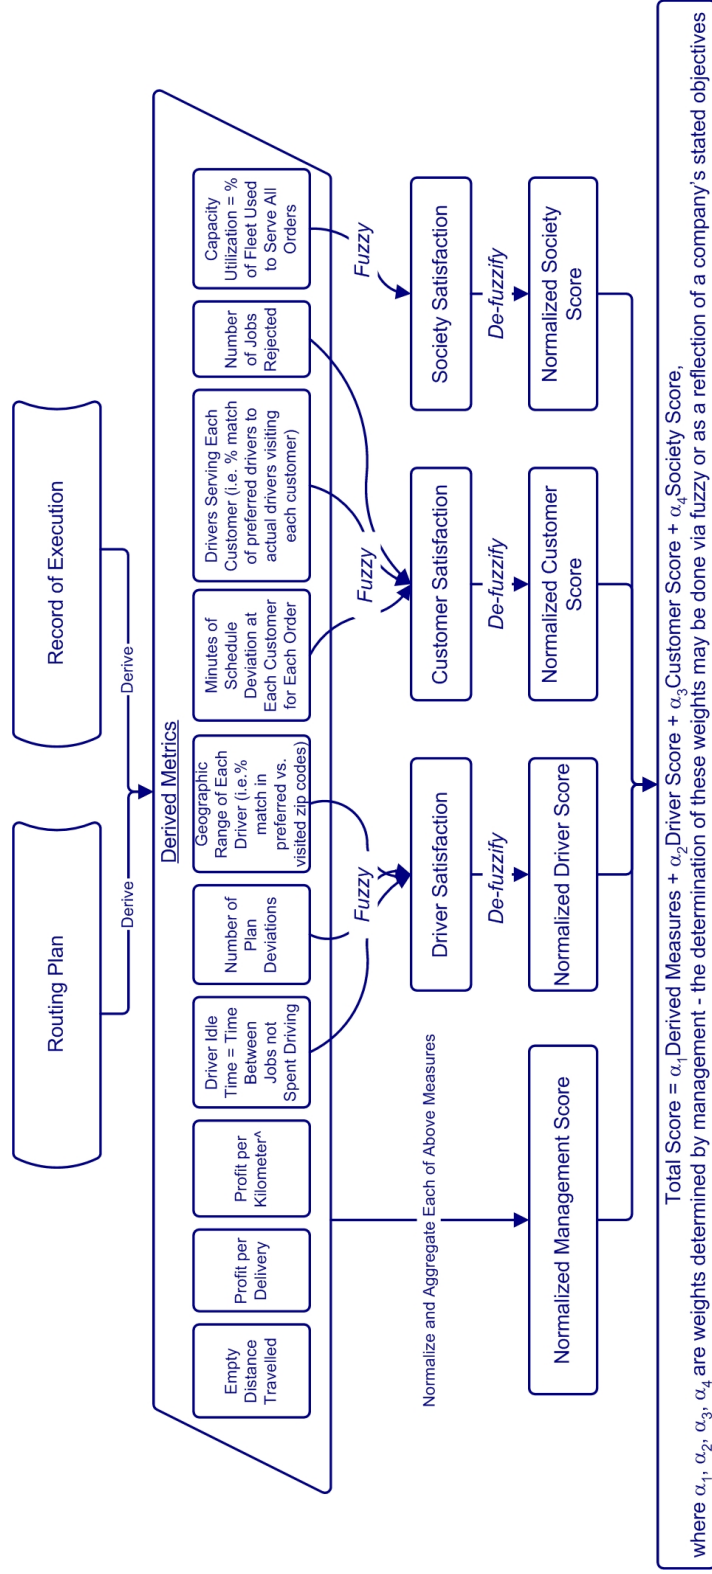 Routing Plan
Record of Execution
Derive
Derive
Derived Metrics
Empty
Distance
Travelled
Profit per
Delivery
Profit per
Kilometer^
Driver Idle
Time = Time
Between
Jobs not
Spent Driving
Number of
Plan
Deviations
Geographic
Range of Each
Driver (i.e.%
match in
preferred vs.
visited zip codes)
Minutes of
Schedule
Deviation at
Each Customer
for Each Order
Drivers Serving Each
Customer (i.e. % match
of preferred drivers to
actual drivers visiting
each customer)
Number
of Jobs
Rejected
Capacity
Utilization = %
of Fleet Used
to Serve All
Orders
Fuzzy
Fuzzy
Fuzzy
Normalize and Aggregate Each of Above Measures
Driver Satisfaction
Customer Satisfaction
Society Satisfaction
De-fuzzify
De-fuzzify
De-fuzzify
Normalized Management Score
Normalized Driver Score
Normalized Customer
Score
Normalized Society
Score
Total Score = α₁Derived Measures + α₂Driver Score + α₃Customer Score + α₄Society Score,
where α₁, α₂, α₃, α₄ are weights determined by management - the determination of these weights may be done via fuzzy or as a reflection of a company's stated objectives